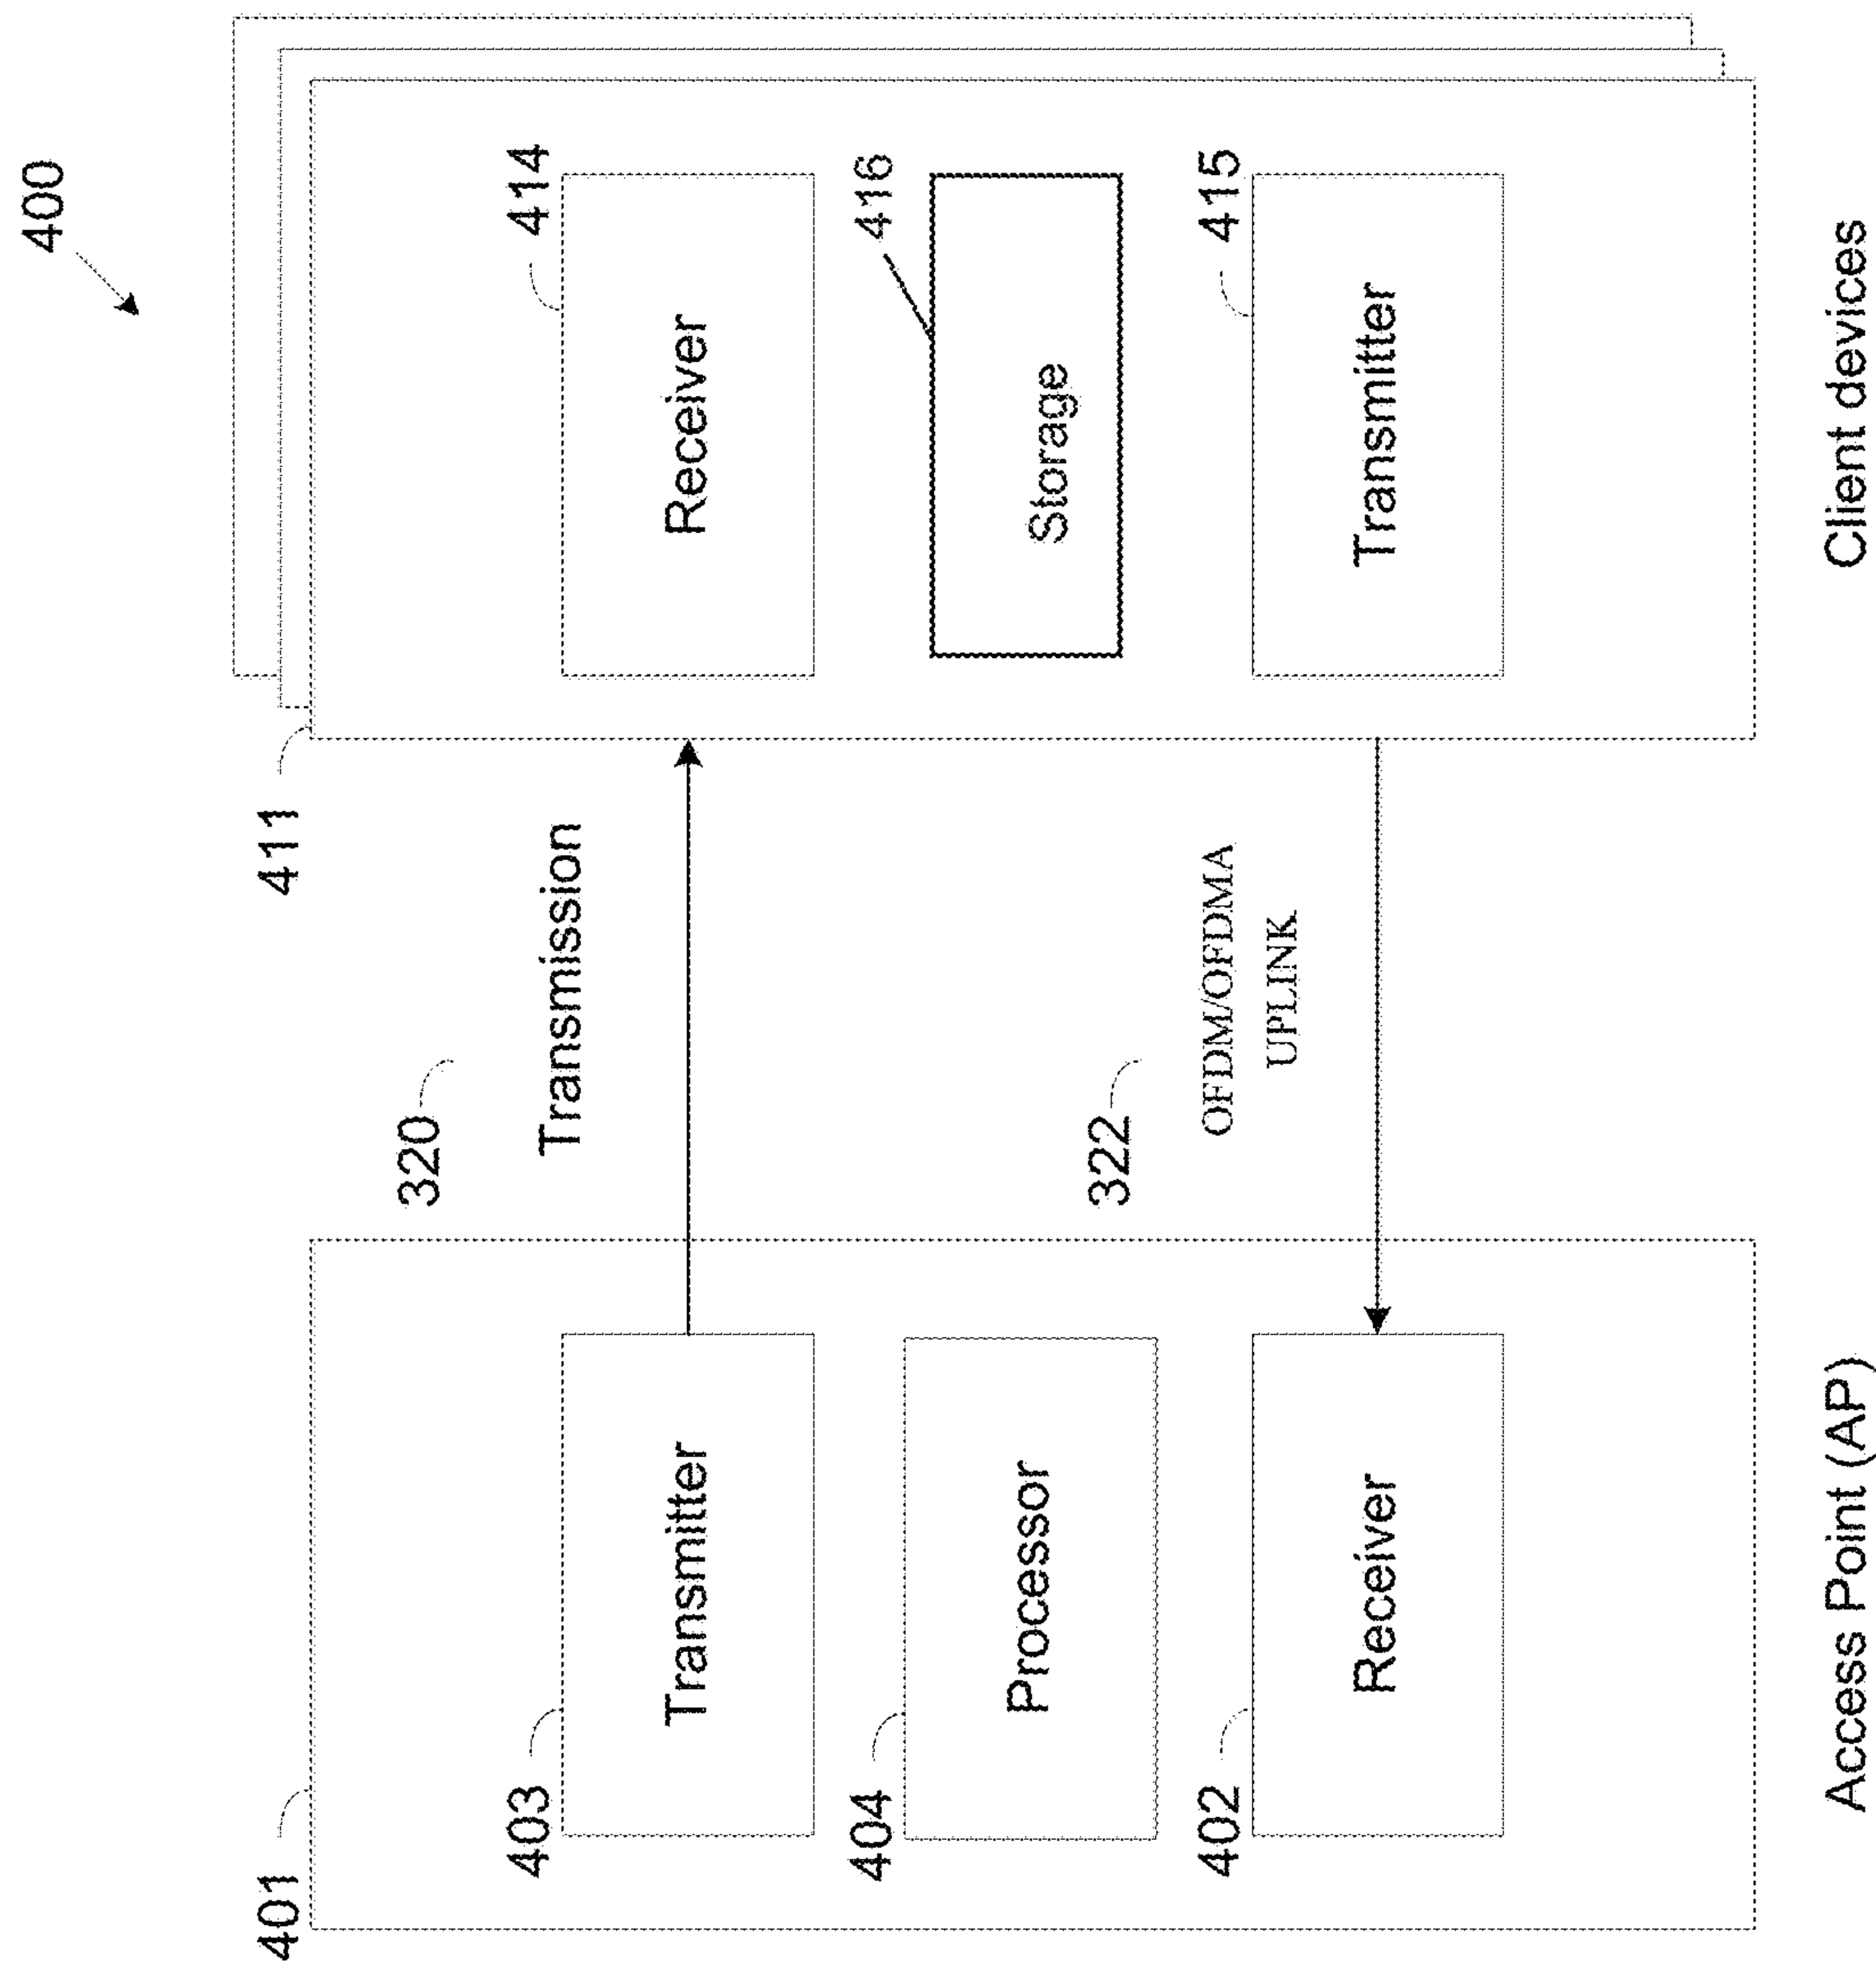 400
401
411
403
Transmitter
320
Transmission
414
Receiver
404
Processor
416
Storage
402
Receiver
322
OFDM/OFDMA
UPLINK
415
Transmitter
Access Point (AP)
Client devices